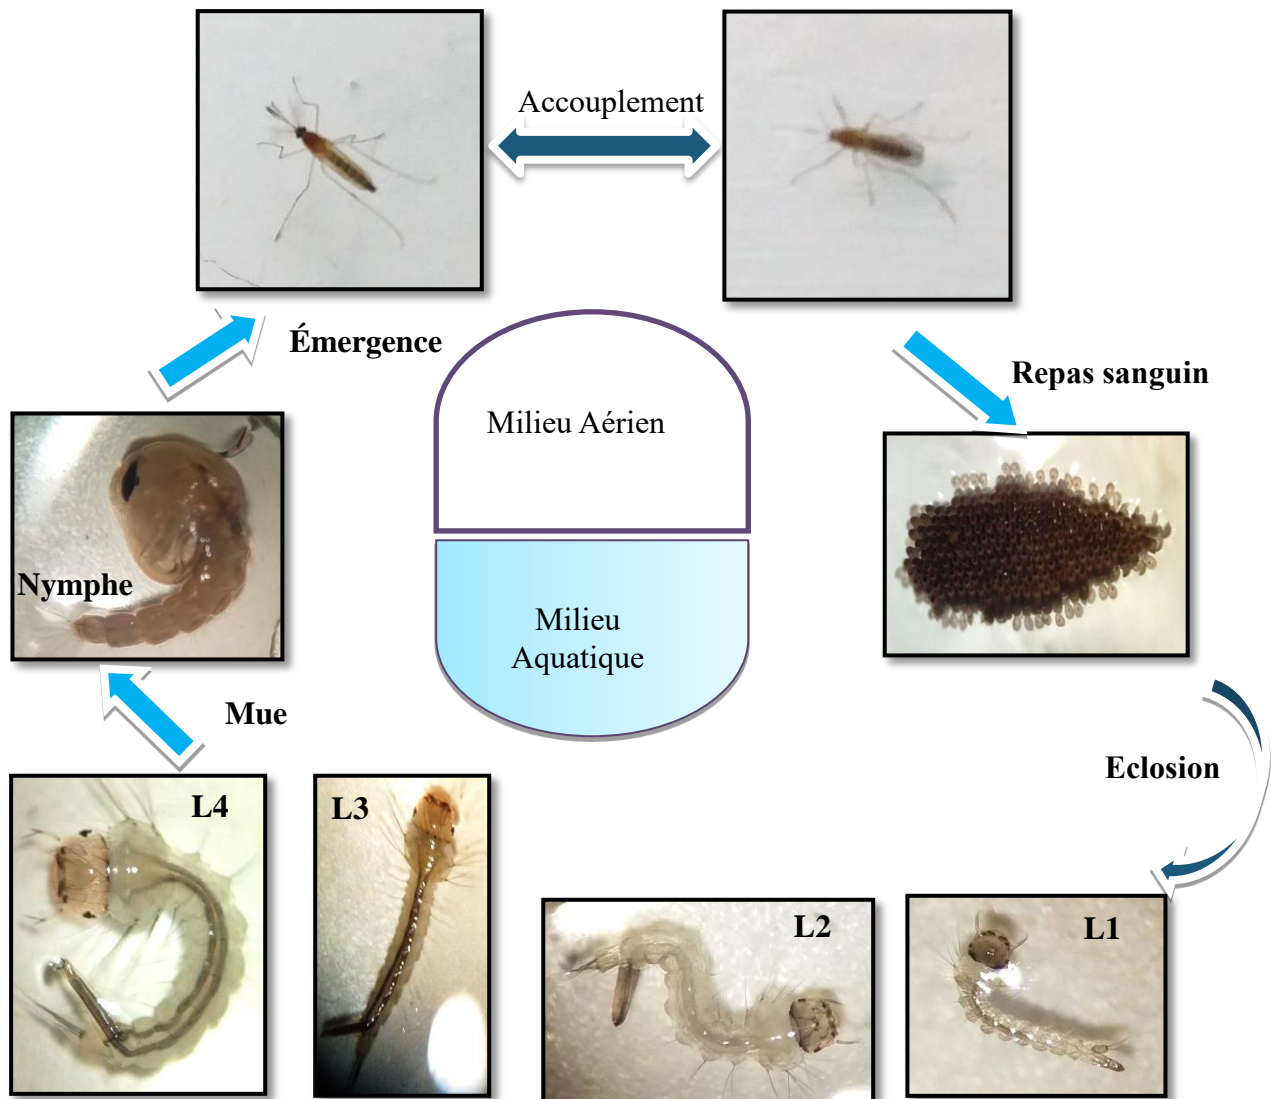 Accouplement
Émergence
Repas sanguin
Milieu Aérien
Nymphe
Milieu
Aquatique
Mue
Eclosion
L4
L3
L2
L1